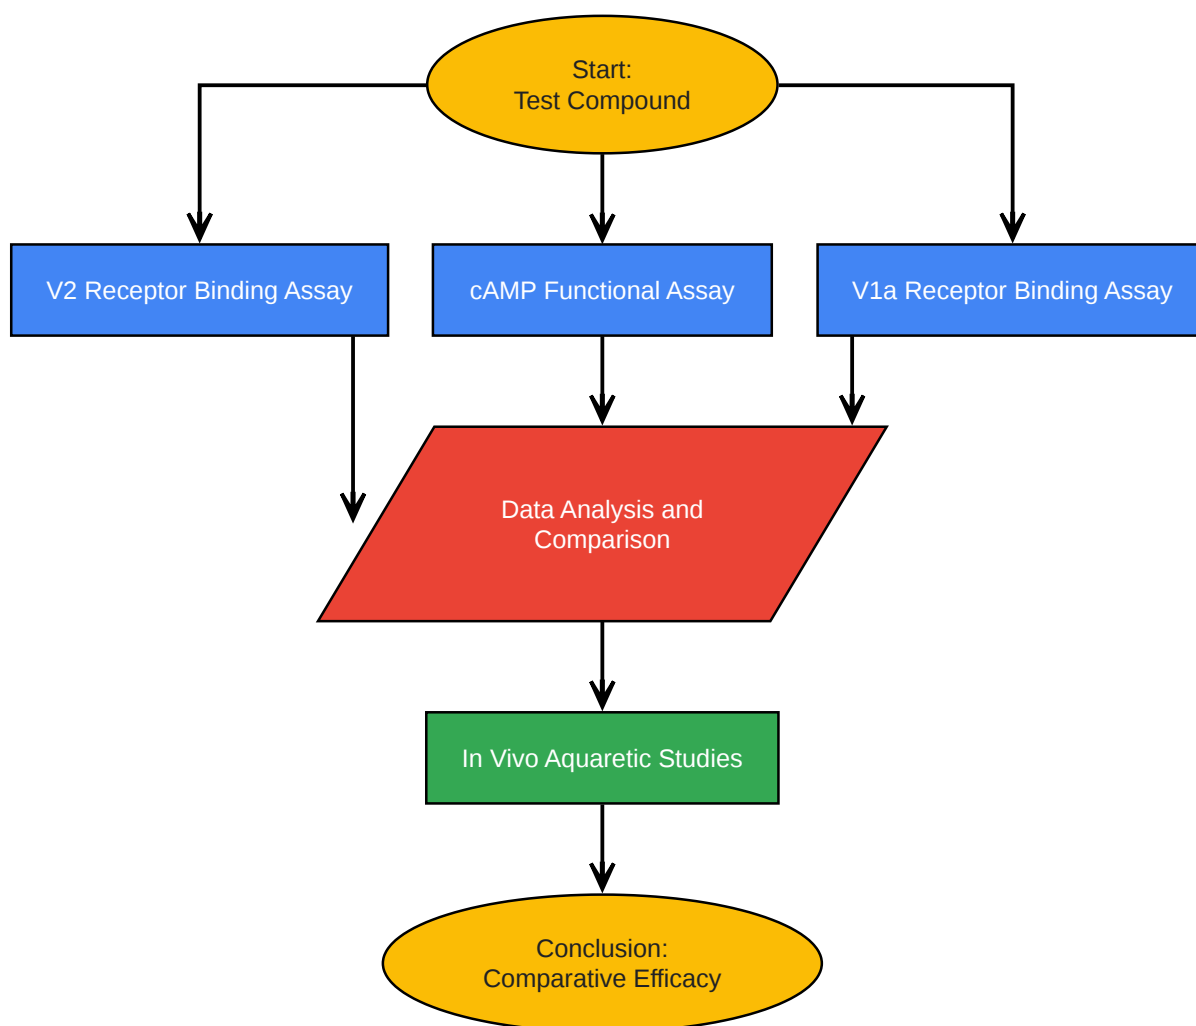 Start:
Test Compound
V2 Receptor Binding Assay
cAMP Functional Assay
V1a Receptor Binding Assay
Data Analysis and
Comparison
In Vivo Aquaretic Studies
Conclusion:
Comparative Efficacy